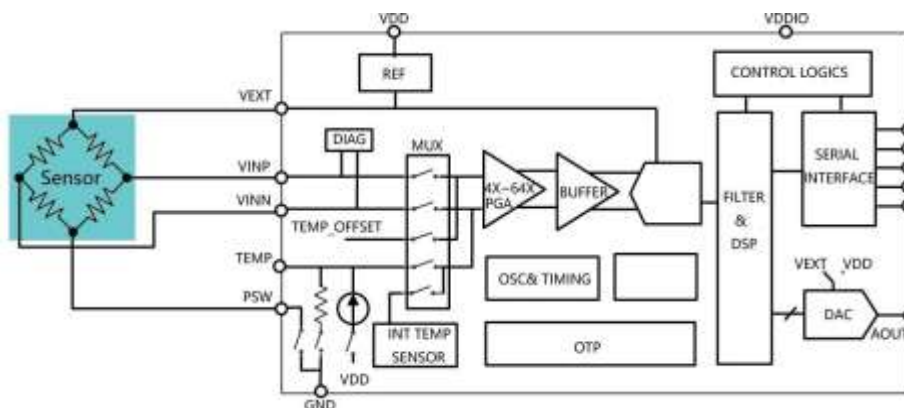 VDD
VDDIO
REF
CONTROL LOGICS
VEXT
DIAG
MUX
VINP
Sensor
4X~64X
PGA
BUFFER
FILTER
&
DSP
SERIAL
INTERFACE
VINN
TEMP_OFFSET
TEMP
OSC& TIMING
VEXT VDD
PSW
DAC
INT TEMP
SENSOR
OTP
AOUT
VDD
GND